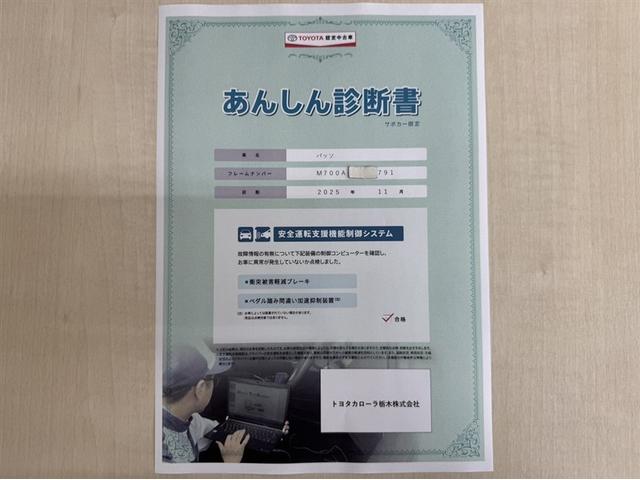 TOYOTA 認定中古車
あんしん診断書
サポカー限定
車名 パッソ
フレームナンバー M700A 791
日期 2025 年 11 月
安全運転支援機能制御システム
故障情報の有無について下記装備の制御コンピューターを確認し、
お車に異常が発生していないか点検しました。
●衝突被害軽減ブレーキ
●ペダル踏み間違い加速抑制装置
合格
トヨタカローラ栃木株式会社